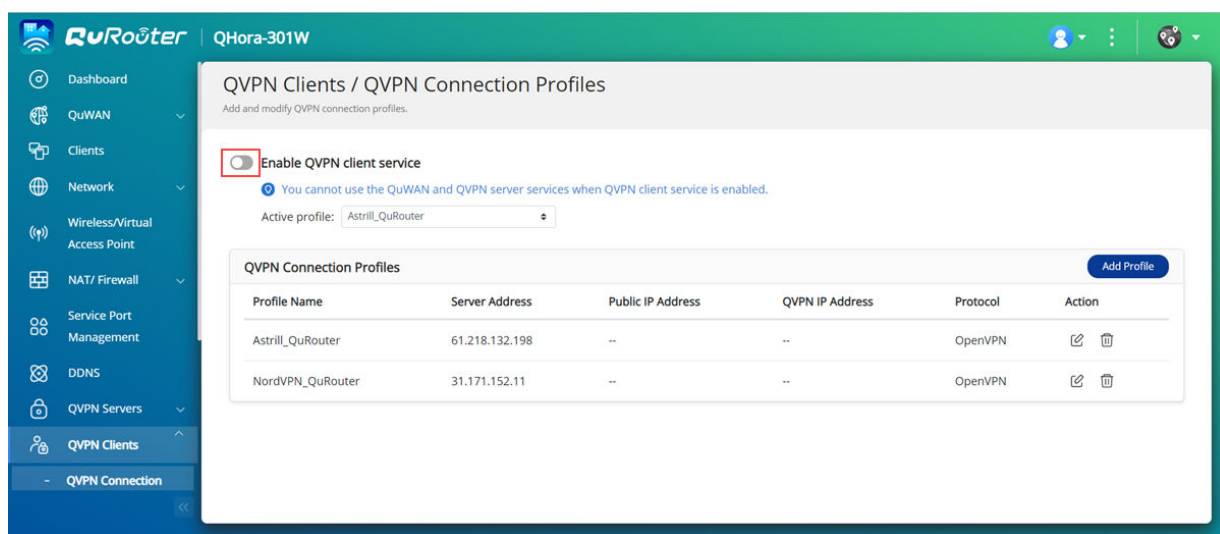 QuRouter QHora-301W
Dashboard
QuWAN
Clients
Network
Wireless/Virtual
Access Point
NAT/ Firewall
Service Port
Management
DDNS
QVPN Servers
QVPN Clients
- QVPN Connection
QVPN Clients / QVPN Connection Profiles
Add and modify QVPN connection profiles.
Enable QVPN client service
You cannot use the QuWAN and QVPN server services when QVPN client service is enabled.
Active profile: Astrill_QuRouter
QVPN Connection Profiles Add Profile
Profile Name Server Address Public IP Address QVPN IP Address Protocol Action
Astrill_QuRouter 61.218.132.198 -- -- OpenVPN
NordVPN_QuRouter 31.171.152.11 -- -- OpenVPN